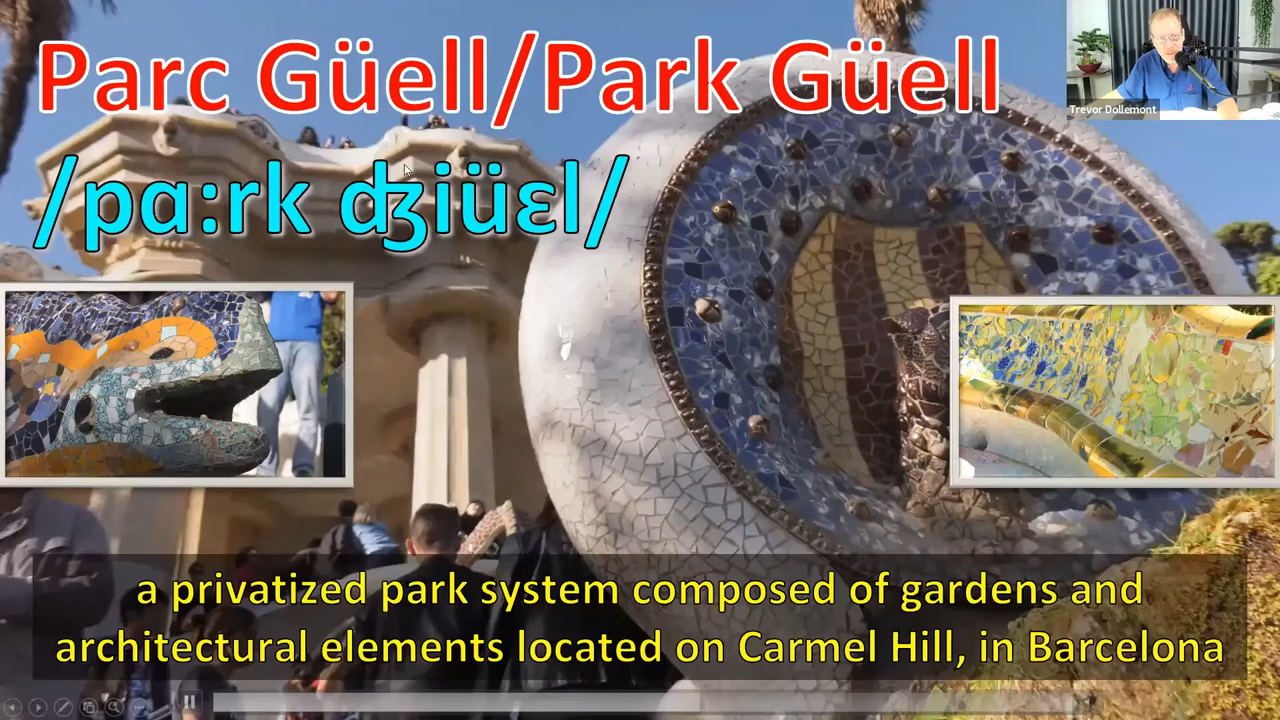 Parc Güell/Park Güell
Trevor Dollemont
/pɑ:rk ʤiüɛl/
a privatized park system composed of gardens and
architectural elements located on Carmel Hill, in Barcelona